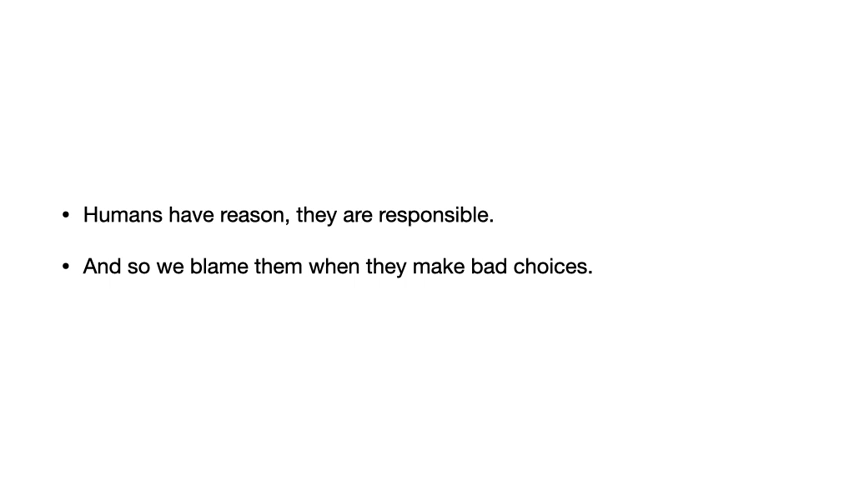 • Humans have reason, they are responsible.
• And so we blame them when they make bad choices.